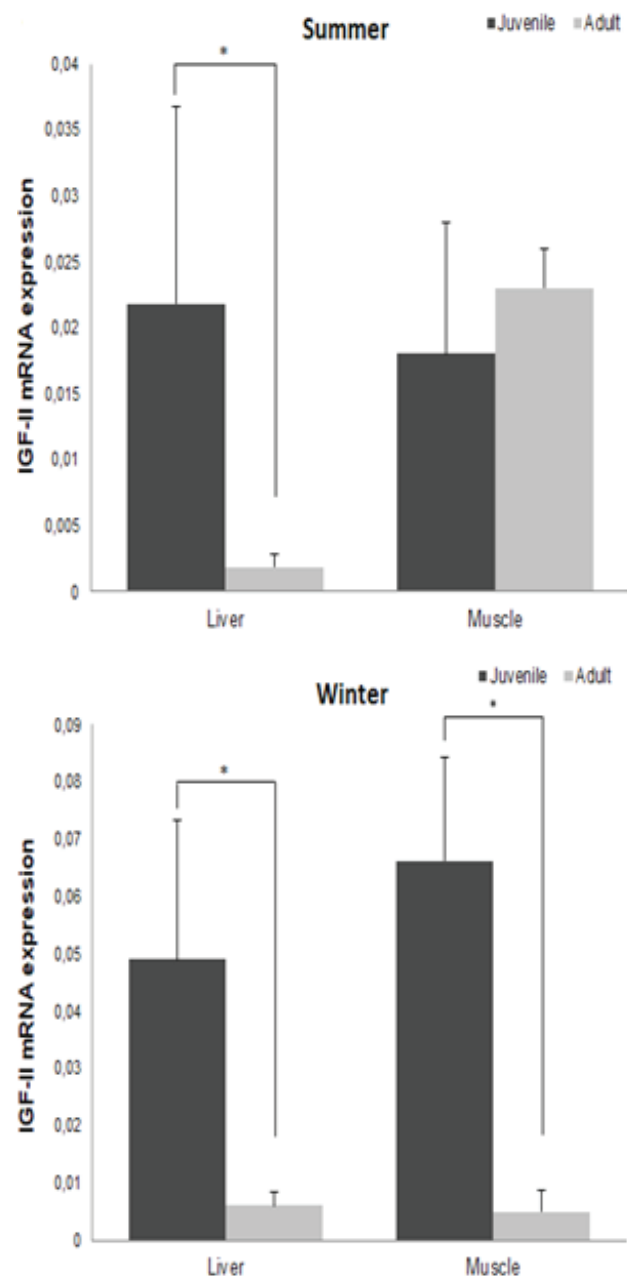 Summer
Juvenile Adult
IGF-II mRNA expression
0,04
*
0,035
0,03
0,025
0,02
0,015
0,01
0,005
0
Liver Muscle
Juvenile Adult
Winter
IGF-II mRNA expression
0,09
*
0,08
*
0,07
0,06
0,05
0,04
0,03
0,02
0,01
0
Liver Muscle